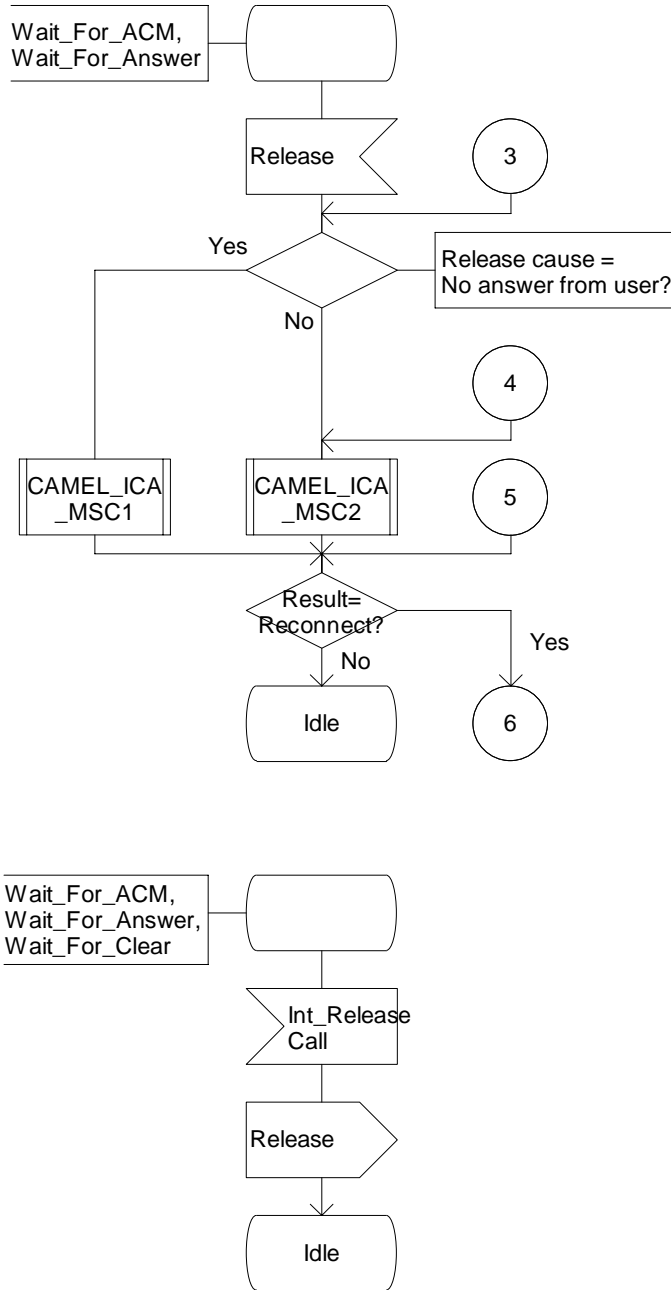 Wait_For_ACM,
Wait_For_Answer
Release
3
Yes
Release cause =
No answer from user?
No
4
CAMEL_ICA
_MSC1
CAMEL_ICA
_MSC2
5
Result=
Reconnect?
Yes
No
Idle
6
Wait_For_ACM,
Wait_For_Answer,
Wait_For_Clear
Int_Release
Call
Release
Idle